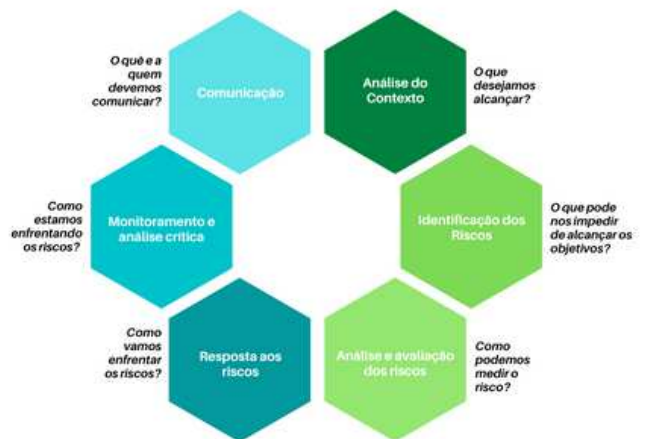 O quê e a
quem
devemos
comunicar?
Comunicação
Análise do
Contexto
O que
desejamos
alcançar?
Como
estamos
enfrentando
os riscos?
Monitoramento e
análise crítica
Identificação dos
Riscos
O que pode
nos impedir
de alcançar os
objetivos?
Como
vamos
enfrentar
os riscos?
Resposta aos
riscos
Análise e avaliação
dos riscos
Como
podemos
medir o
risco?